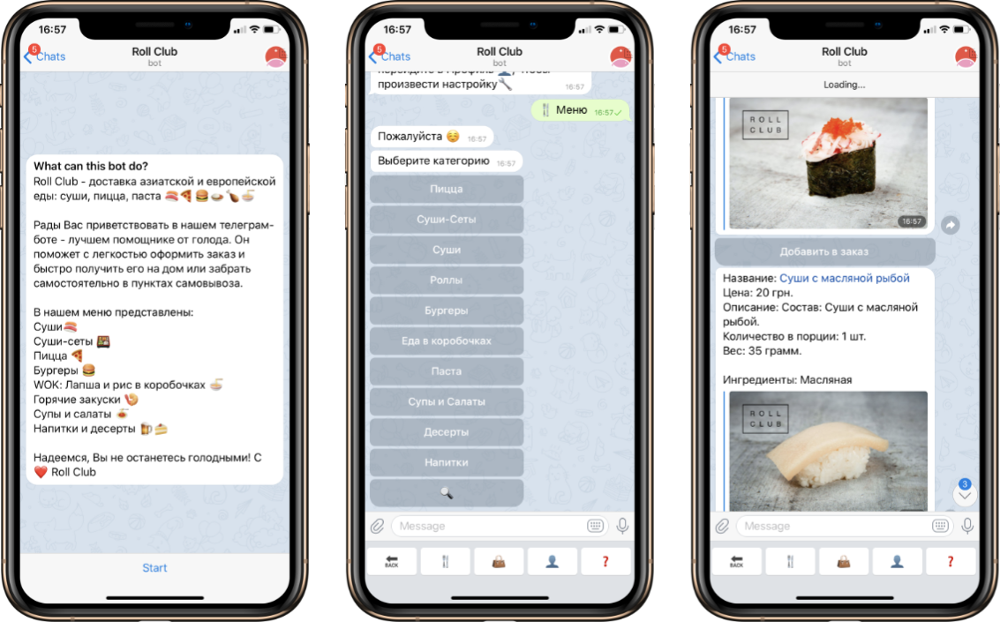 16:57
5
Chats
Roll Club
bot
What can this bot do?
Roll Club - доставка азиатской и европейской
еды: суши, пицца, паста
Рады Вас приветствовать в нашем телеграм-
боте - лучшем помощнике от голода. Он
поможет с легкостью оформить заказ и
быстро получить его на дом или забрать
самостоятельно в пунктах самовывоза.
В нашем меню представлены:
Суши
Суши-сеты
Пицца
Бургеры
WOK: Лапша и рис в коробочках
Горячие закуски
Супы и салаты
Напитки и десерты
Надеемся, Вы не останетесь голодными! С
❤️ Roll Club
Start
16:57
5
Chats
Roll Club
bot
произвести настройку
16:57
Меню 16:57
Пожалуйста 16:57
Выберите категорию 16:57
Пицца
Суши-Сеты
Суши
Роллы
Бургеры
Еда в коробочках
Паста
Супы и Салаты
Десерты
Напитки
Message
BACK
?
16:57
5
Chats
Roll Club
bot
Loading...
ROLL
CLUB
16:57
Добавить в заказ
Название: Суши с масляной рыбой
Цена: 20 грн.
Описание: Состав: Суши с масляной
рыбой.
Количество в порции: 1 шт.
Вес: 35 грамм.
Ингредиенты: Масляная
ROLL
CLUB
3
Message
BACK
?